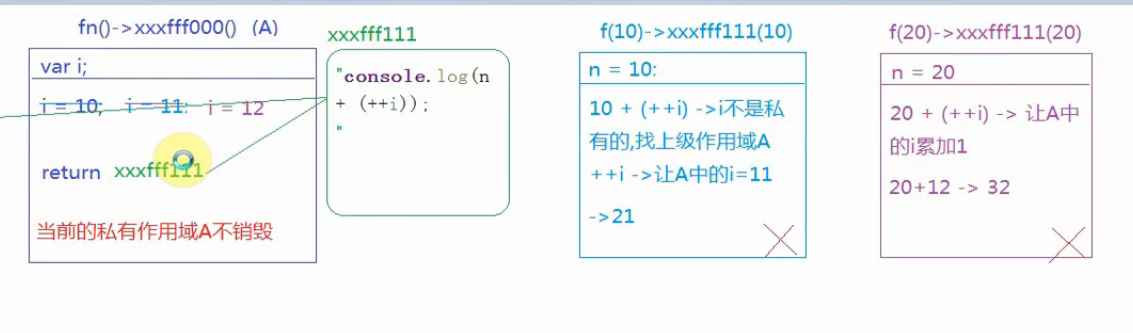 fn()->xxxfff000() (A)
var i;
i = 10; i = 11: i = 12
return xxxfff111
当前的私有作用域A不销毁
xxxfff111
"console.log(n
+ (++i));
"
f(10)->xxxfff111(10)
n = 10:
10 + (++i) ->i不是私
有的,找上级作用域A
++i ->让A中的i=11
->21
f(20)->xxxfff111(20)
n = 20
20 + (++i) -> 让A中
的i累加1
20+12 -> 32